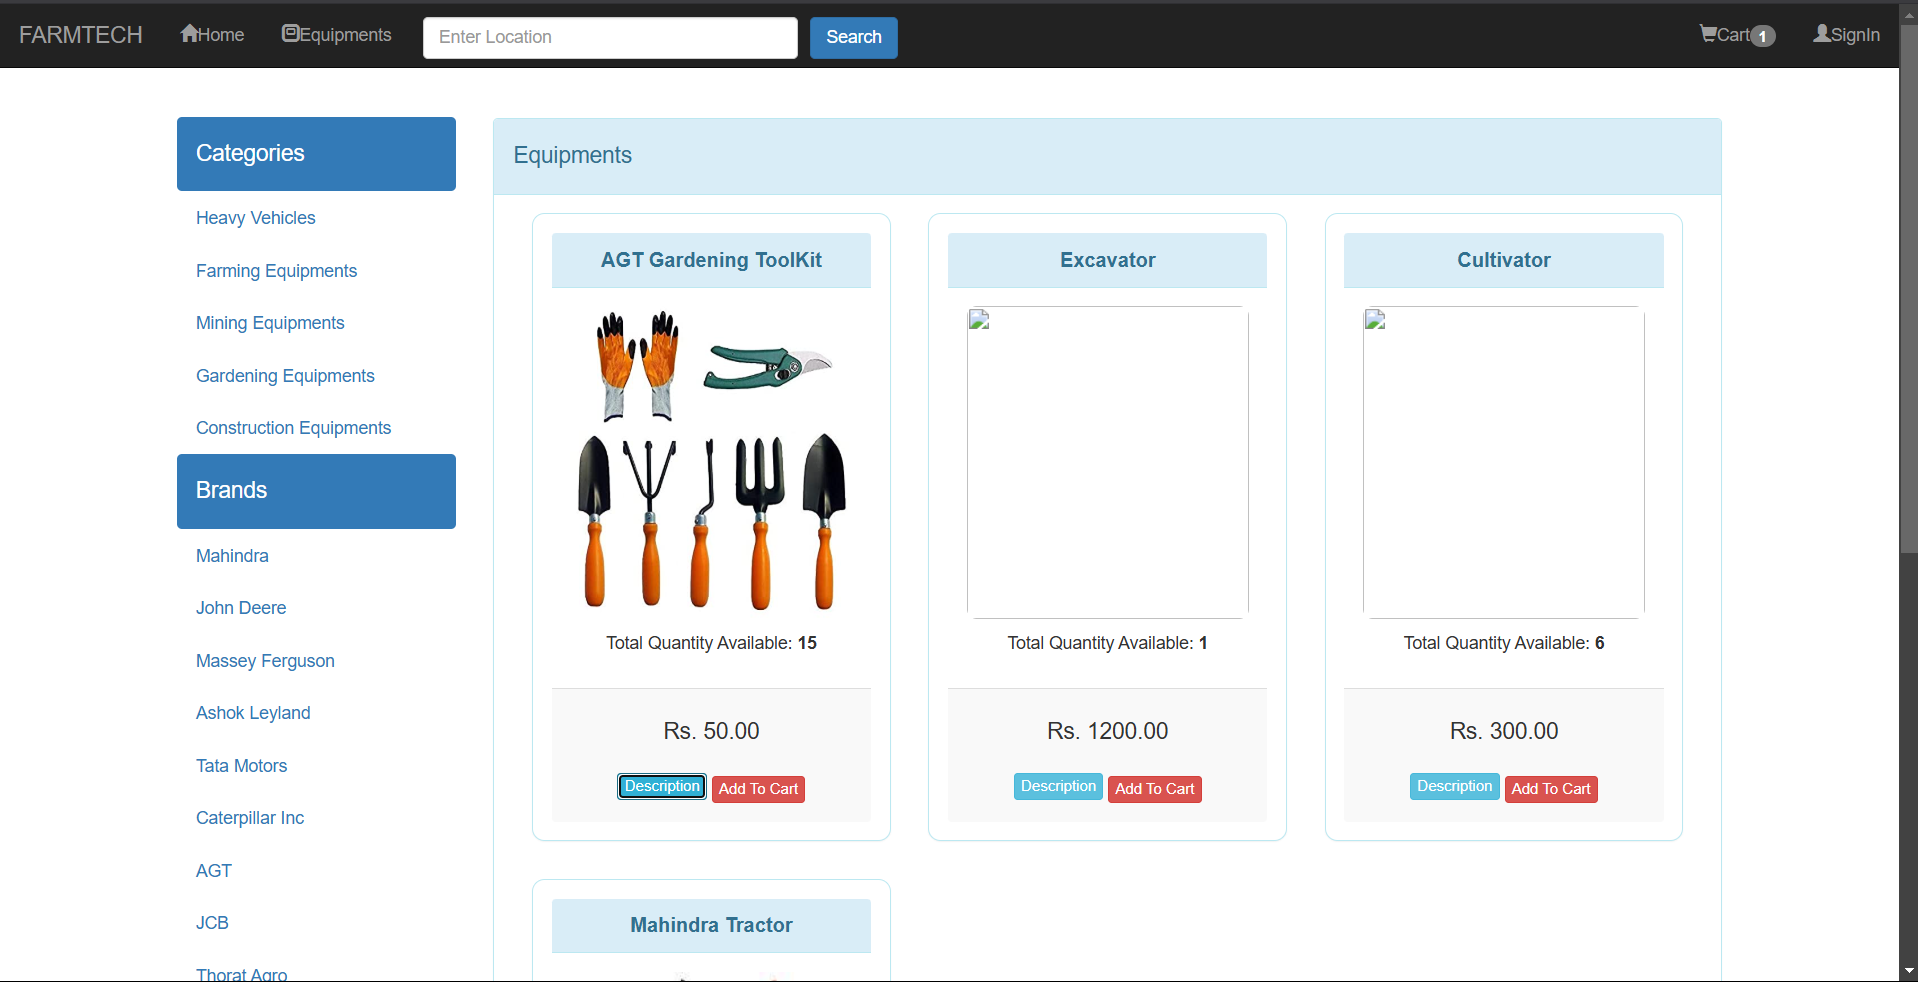 FARMTECH Home Equipments Enter Location Search Cart 1 SignIn
Categories
Heavy Vehicles
Farming Equipments
Mining Equipments
Gardening Equipments
Construction Equipments
Brands
Mahindra
John Deere
Massey Ferguson
Ashok Leyland
Tata Motors
Caterpillar Inc
AGT
JCB
Thorat Agro
Equipments
AGT Gardening ToolKit
Total Quantity Available: 15
Rs. 50.00
Description Add To Cart
Excavator
Total Quantity Available: 1
Rs. 1200.00
Description Add To Cart
Cultivator
Total Quantity Available: 6
Rs. 300.00
Description Add To Cart
Mahindra Tractor